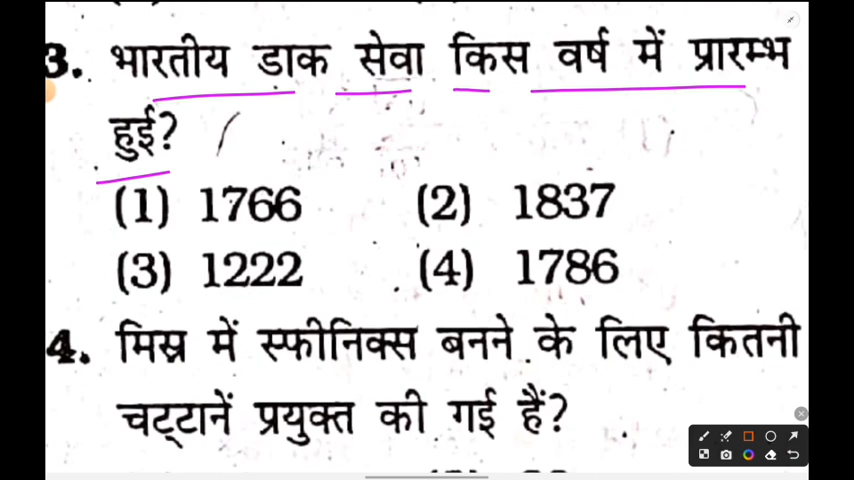 3. भारतीय डाक सेवा किस वर्ष में प्रारम्भ
हुई?
(1) 1766 (2) 1837
(3) 1222 (4) 1786
4. मिस्र में स्फीनिक्स बनने के लिए कितनी
चट्टानें प्रयुक्त की गई हैं?